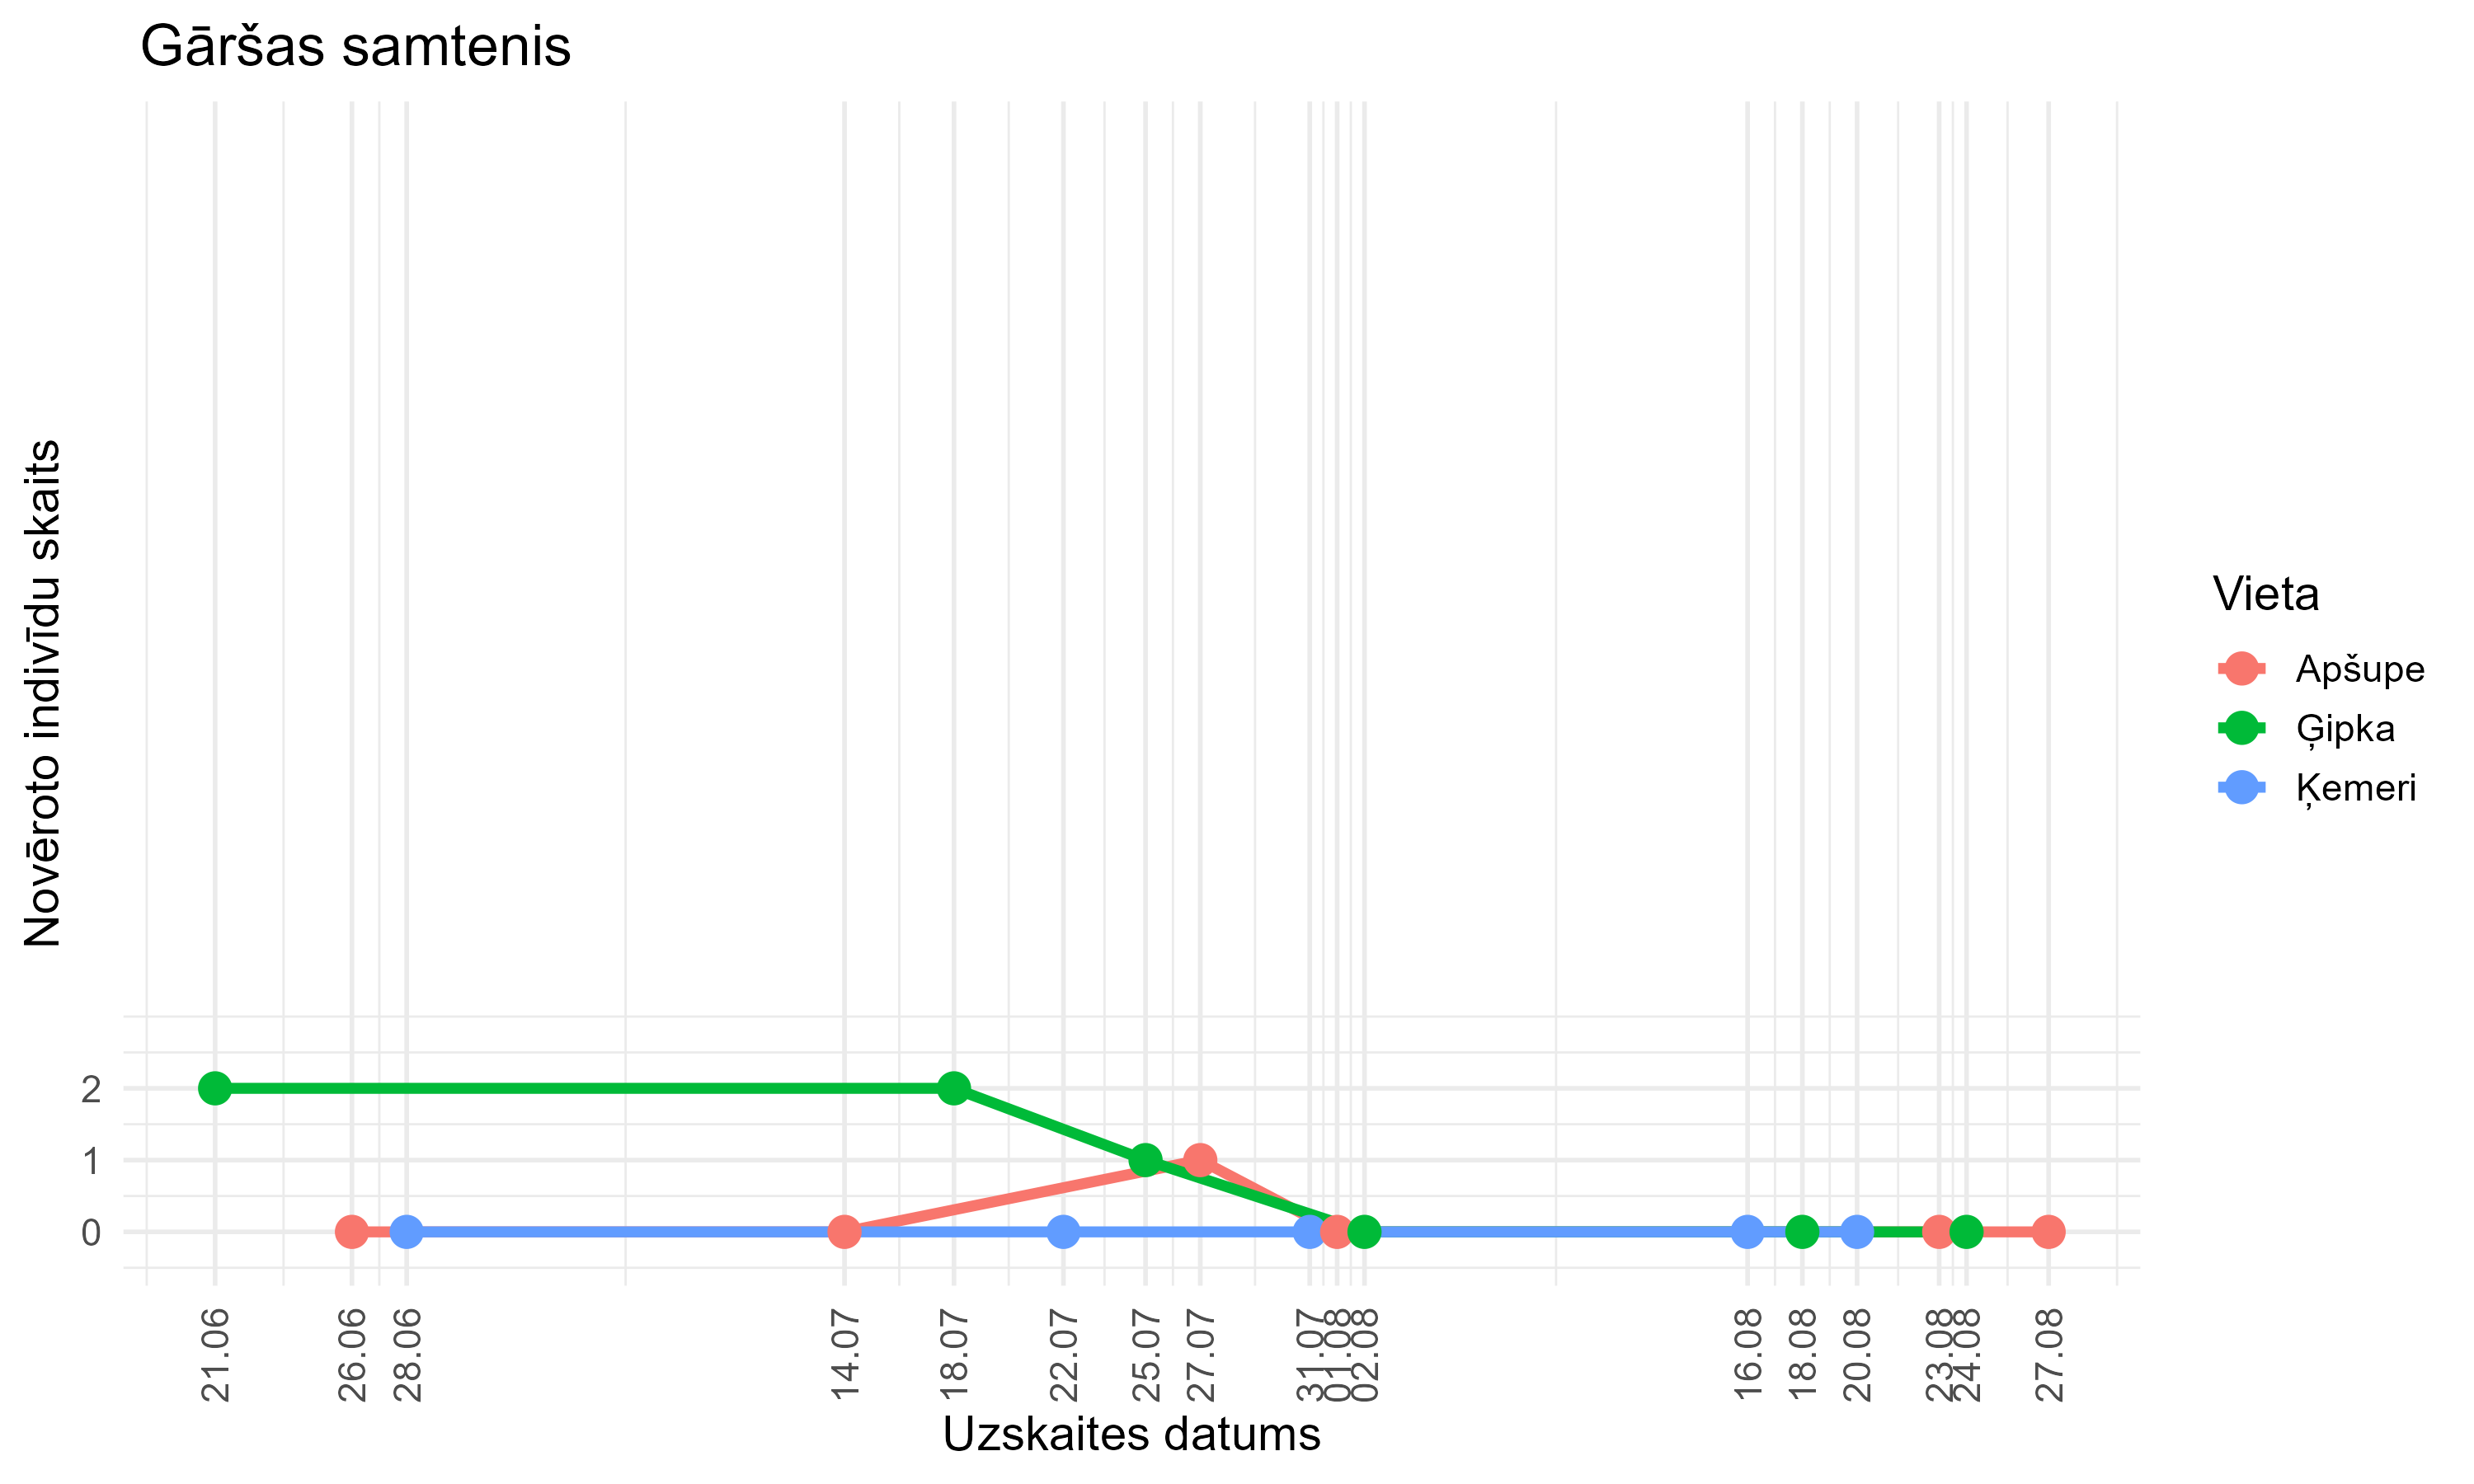 Gāršas samtenis
Novēroto indivīdu skaits
2
1
0
21.06
26.06
28.06
14.07
18.07
22.07
25.07
27.07
31.07
01.08
02.08
16.08
18.08
20.08
23.08
24.08
27.08
Uzskaites datums
Vieta
Apšupe
Ģipka
Ķemeri